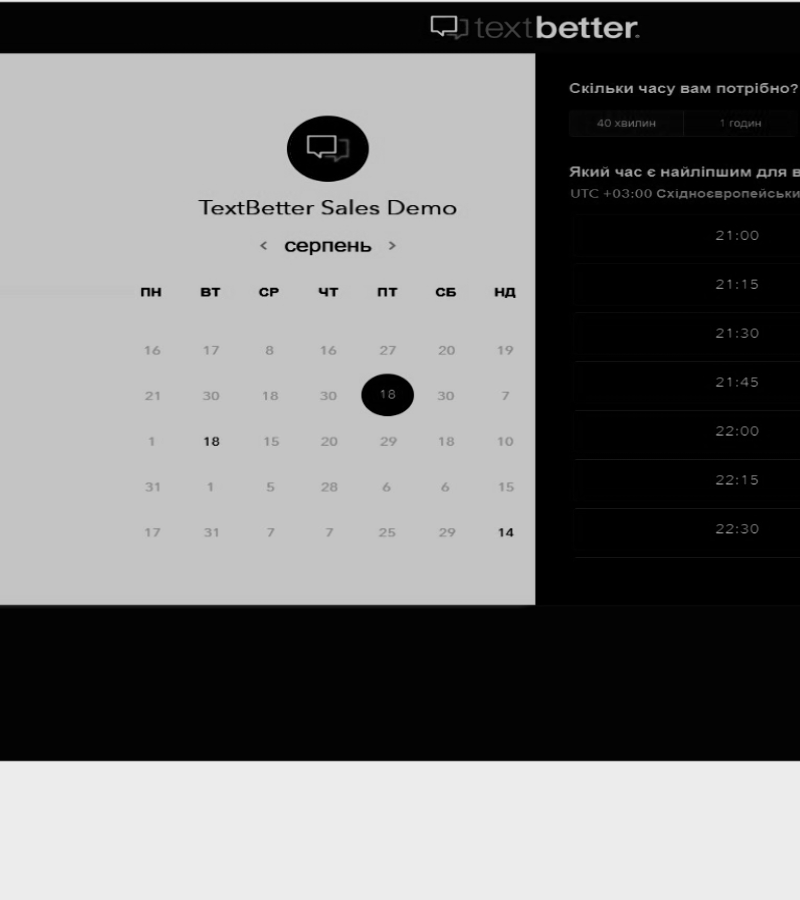 textbetter.
TextBetter Sales Demo
< серпень >
ПН ВТ СР ЧТ ПТ СБ НД
16 17 8 16 27 20 19
21 30 18 30 18 30 7
1 18 15 20 29 18 10
31 1 5 28 6 6 15
17 31 7 7 25 29 14
Скільки часу вам потрібно?
40 хвилин 1 годин
Який час є найліпшим для в
UTC +03:00 Східноєвропейськи
21:00
21:15
21:30
21:45
22:00
22:15
22:30